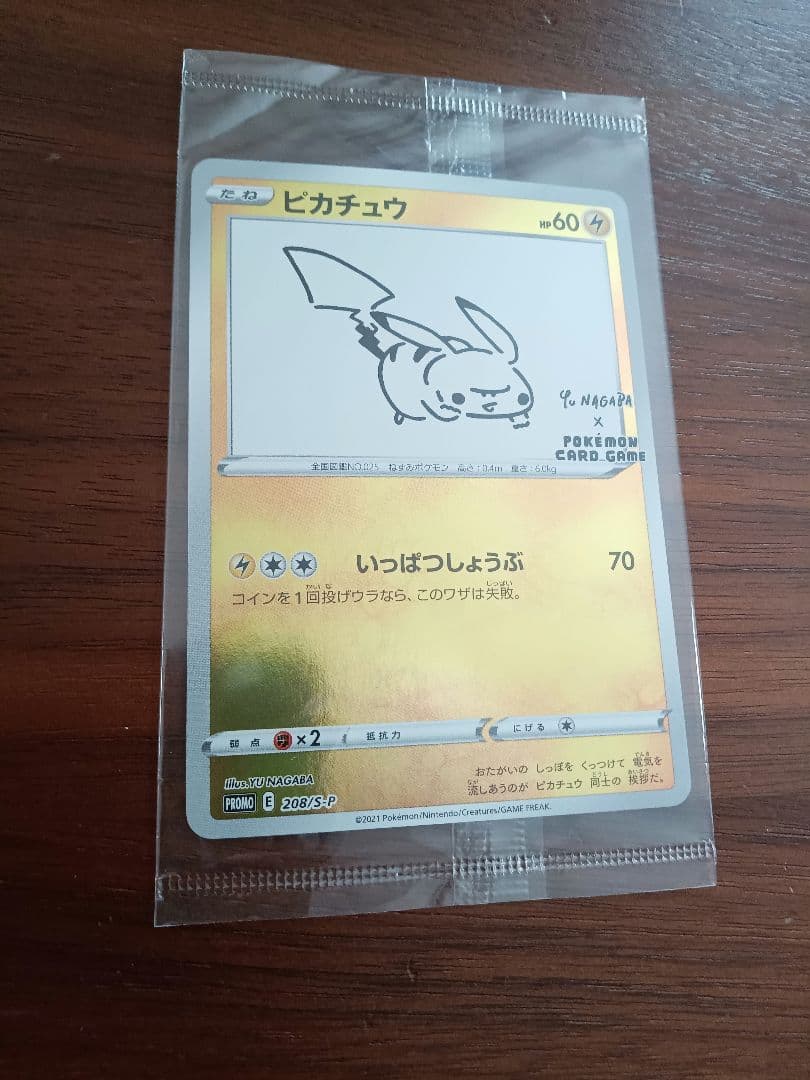 たね ピカチュウ HP60
Yu NAGABA
×
POKÉMON
CARD GAME
全国図鑑NO.025 ねずみポケモン 高さ:0.4m 重さ:6.0kg
いっぱつしょうぶ 70
コインを1回投げウラなら、このワザは失敗。
弱点 ×2 抵抗力 にげる
Illus.YU NAGABA
おたがいの しっぽを くっつけて 電気を
流しあうのが ピカチュウ 同士の 挨拶だ。
PROMO E 208/S-P
©2021 Pokémon/Nintendo/Creatures/GAME FREAK.